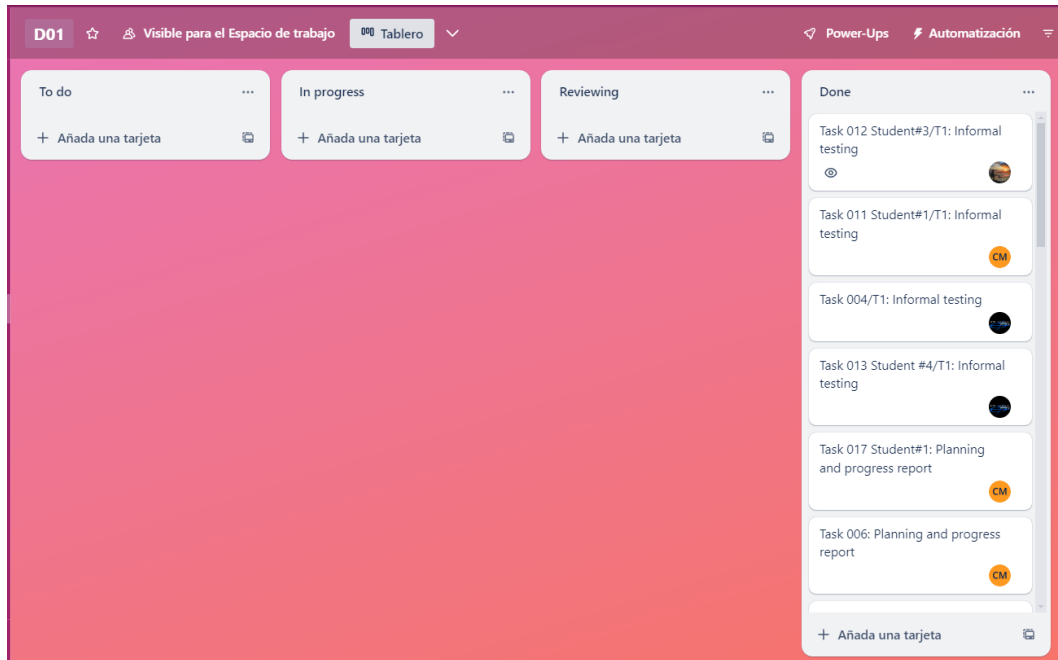 D01 Visible para el Espacio de trabajo Tablero Power-Ups Automatización
To do
Añada una tarjeta
In progress
Añada una tarjeta
Reviewing
Añada una tarjeta
Done
Task 012 Student#3/T1: Informal
testing
Task 011 Student#1/T1: Informal
testing
CM
Task 004/T1: Informal testing
Task 013 Student #4/T1: Informal
testing
Task 017 Student#1: Planning
and progress report
CM
Task 006: Planning and progress
report
CM
Añada una tarjeta